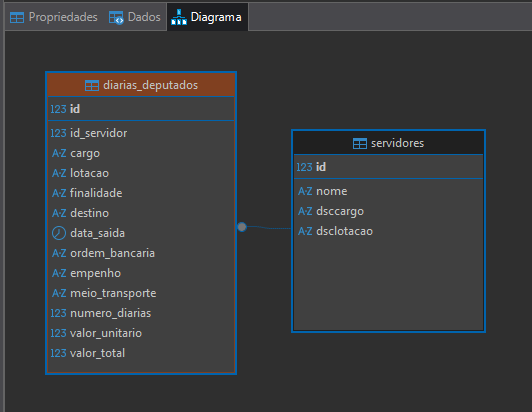 Propriedades Dados Diagrama
diarias_deputados
123 id
123 id_servidor
A-Z cargo
A-Z lotacao
A-Z finalidade
A-Z destino
data_saida
A-Z ordem_bancaria
A-Z empenho
A-Z meio_transporte
123 numero_diarias
123 valor_unitario
123 valor_total
servidores
123 id
A-Z nome
A-Z dsccargo
A-Z dsclotacao